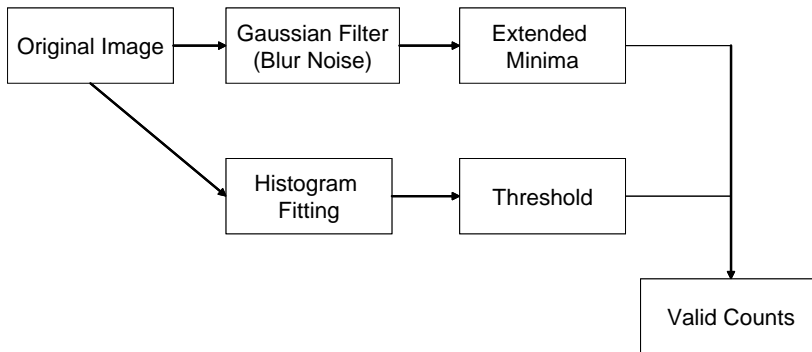 Original Image
Gaussian Filter
(Blur Noise)
Extended
Minima
Histogram
Fitting
Threshold
Valid Counts